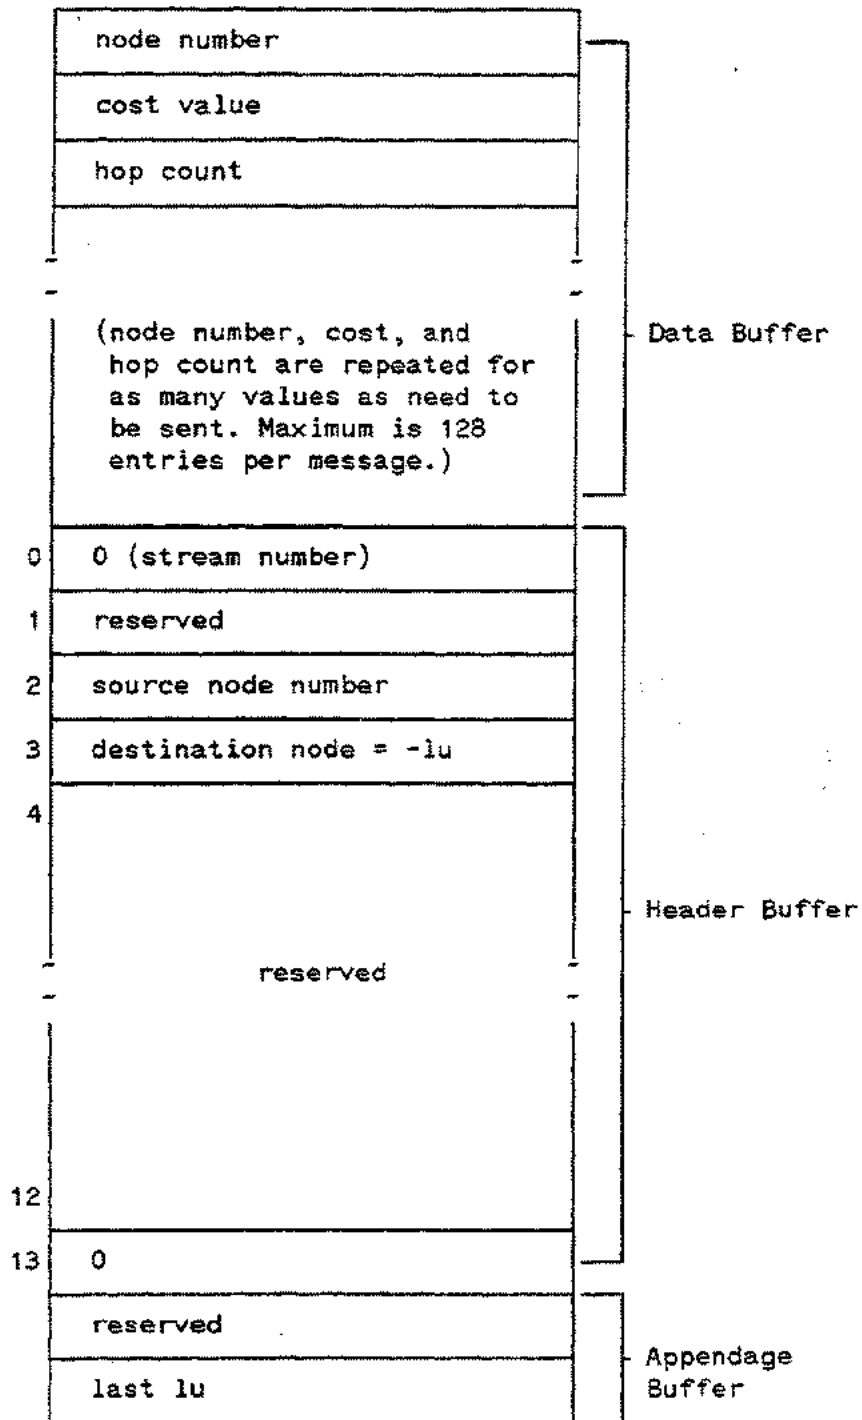 node number
cost value
hop count
(node number, cost, and
hop count are repeated for
as many values as need to
be sent. Maximum is 128
entries per message.)
Data Buffer
0 0 (stream number)
1 reserved
2 source node number
3 destination node = -lu
4
reserved
Header Buffer
12
13 0
reserved
last lu
Appendage
Buffer